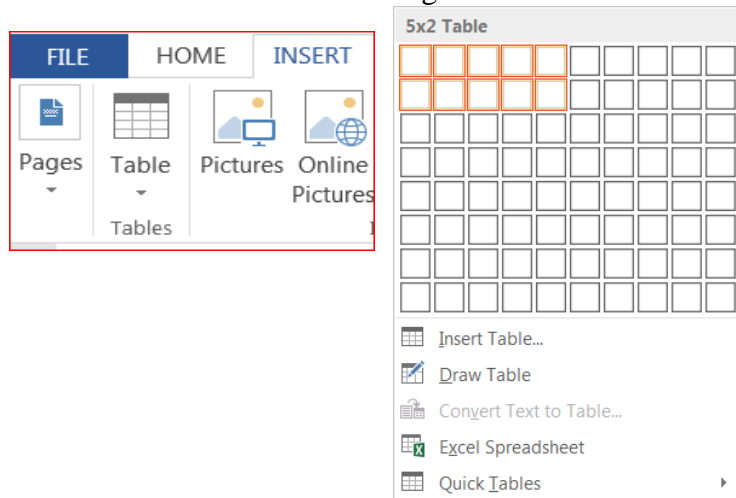 5x2 Table
FILE HOME INSERT
Pages Table Pictures Online
Pictures
Tables
Insert Table...
Draw Table
Convert Text to Table...
Excel Spreadsheet
Quick Tables